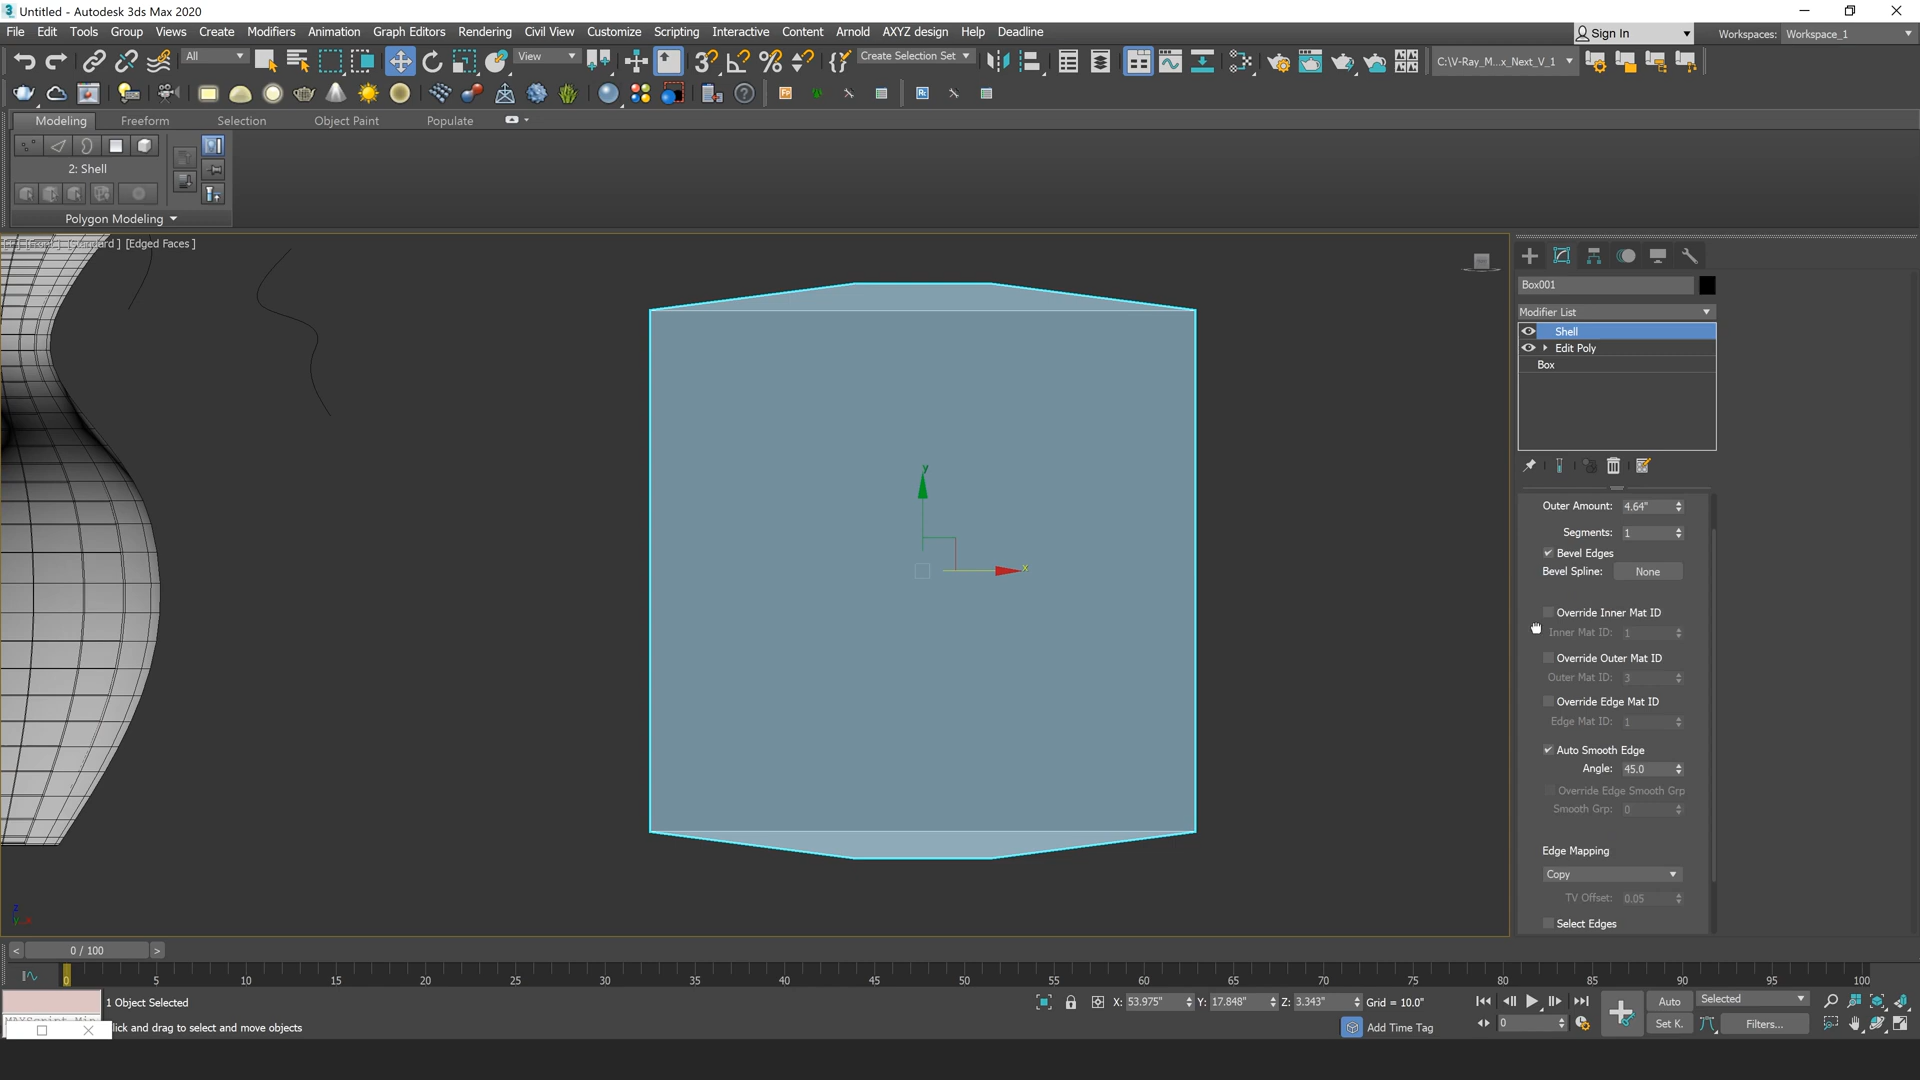 Untitled - Autodesk 3ds Max 2020
File Edit Tools Group Views Create Modifiers Animation Graph Editors Rendering Civil View Customize Scripting Interactive Content Arnold AXYZ design Help Deadline
Sign In
Workspaces: Workspace_1
All
View
Create Selection Set
C:\V-Ray_M...x_Next_V_1
Modeling Freeform Selection Object Paint Populate
2: Shell
Polygon Modeling
[Edged Faces ]
Box001
Modifier List
Shell
Edit Poly
Box
Outer Amount: 4.64"
Segments: 1
Bevel Edges
Bevel Spline: None
Override Inner Mat ID
Inner Mat ID: 1
Override Outer Mat ID
Outer Mat ID: 3
Override Edge Mat ID
Edge Mat ID: 1
Auto Smooth Edge
Angle: 45.0
Override Edge Smooth Grp
Smooth Grp: 0
Edge Mapping
Copy
TV Offset: 0.05
Select Edges
y
x
z
< 0 / 100 >
0 5 10 15 20 25 30 35 40 45 50 55 60 65 70 75 80 85 90 95 100
1 Object Selected
lick and drag to select and move objects
X: 53.975" Y: 17.848" Z: 3.343" Grid = 10.0"
Add Time Tag
0
Auto Selected
Set K. Filters...